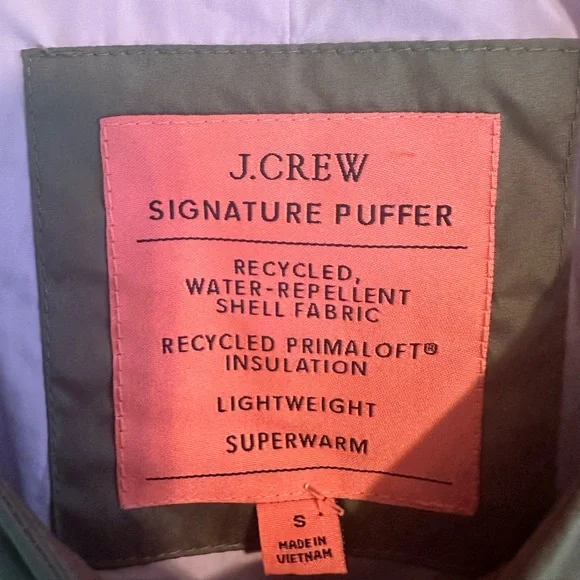 J.CREW
SIGNATURE PUFFER
RECYCLED,
WATER-REPELLENT
SHELL FABRIC
RECYCLED PRIMALOFT®
INSULATION
LIGHTWEIGHT
SUPERWARM
S
MADE IN
VIETNAM